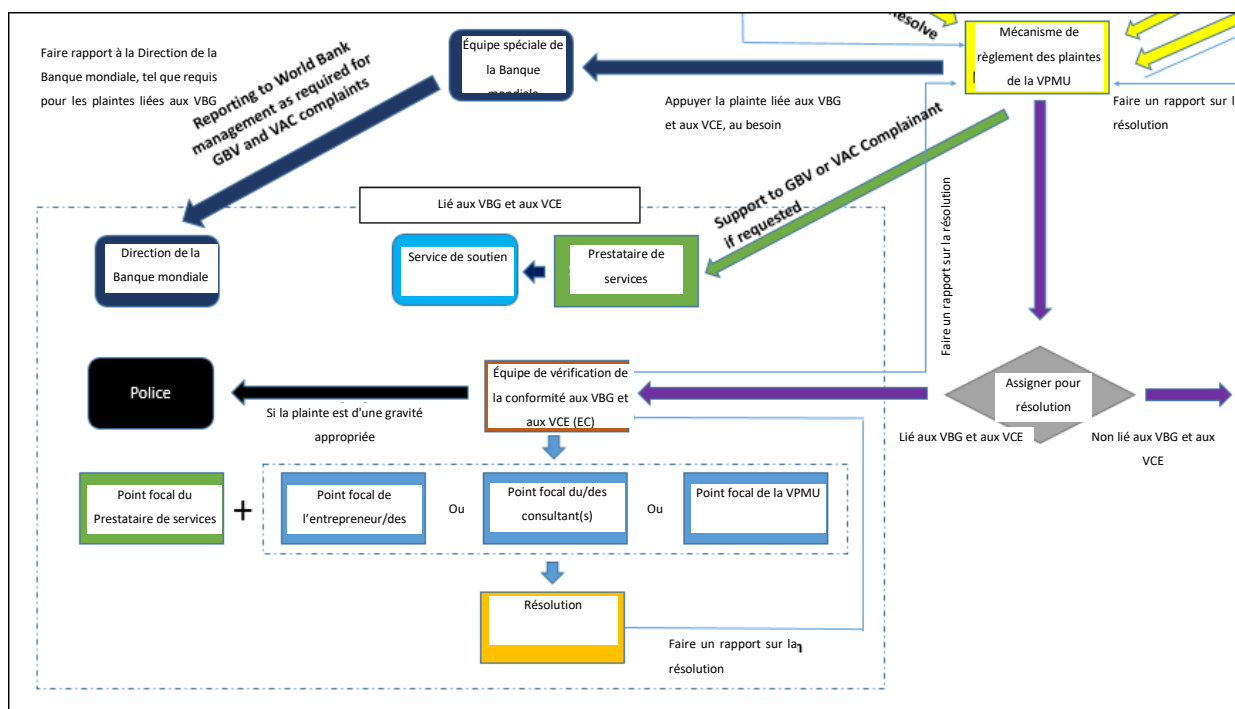 Resolve
Mécanisme de
règlement des plaintes
de la VPMU
Équipe spéciale de
la Banque
mondiale
Faire rapport à la Direction de la
Banque mondiale, tel que requis
pour les plaintes liées aux VBG
Reporting to World Bank
management as required for
GBV and VAC complaints
Appuyer la plainte liée aux VBG
et aux VCE, au besoin
Faire un rapport sur l
résolution
Support to GBV or VAC Complainant
if requested
Faire un rapport sur la résolution
Lié aux VBG et aux VCE
Direction de la
Banque mondiale
Service de soutien
Prestataire de
services
Police
Si la plainte est d'une gravité
appropriée
Équipe de vérification de
la conformité aux VBG et
aux VCE (EC)
Assigner pour
résolution
Lié aux VBG et aux VCE
Non lié aux VBG et aux
VCE
Point focal du
Prestataire de services
+
Point focal de
l’entrepreneur/des
Ou
Point focal du/des
consultant(s)
Ou
Point focal de la VPMU
Résolution
Faire un rapport sur la
résolution